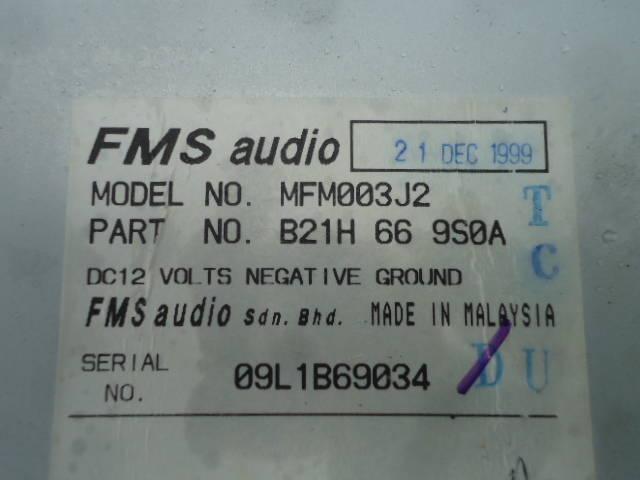 FMS audio 21 DEC 1999
MODEL NO. MFM003J2
PART NO. B21H 66 9S0A
T
C
DC12 VOLTS NEGATIVE GROUND
FMS audio Sdn. Bhd. MADE IN MALAYSIA
SERIAL NO. 09L1B69034
D U